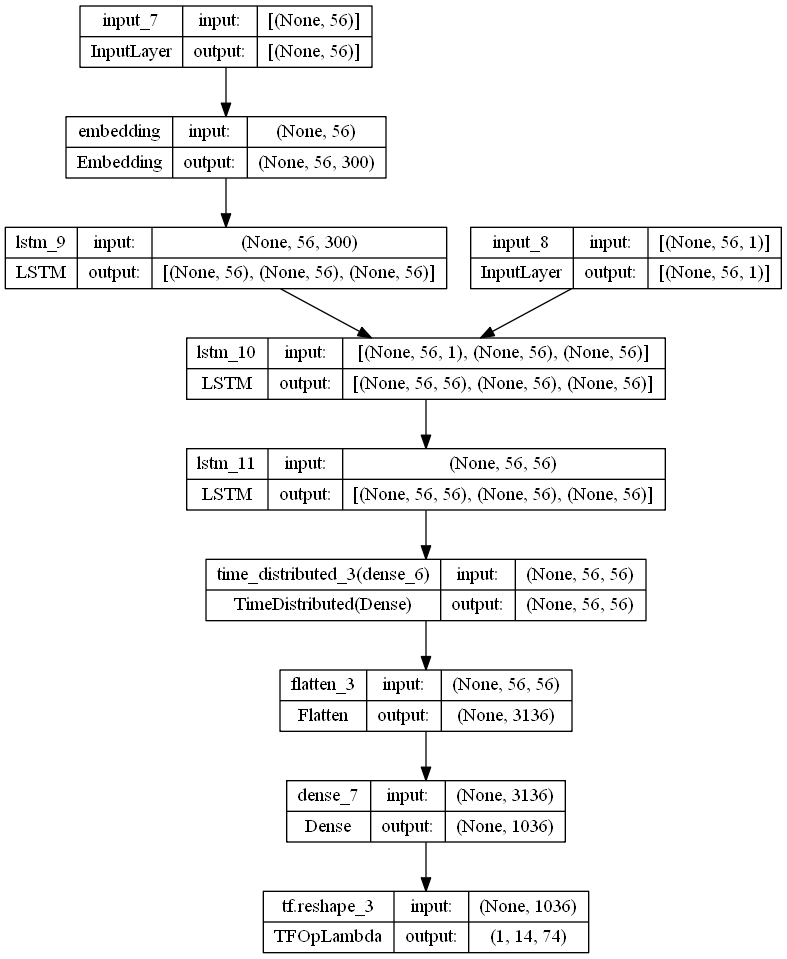 input_7 input: [(None, 56)]
InputLayer output: [(None, 56)]
embedding input: (None, 56)
Embedding output: (None, 56, 300)
lstm_9 input: (None, 56, 300)
LSTM output: [(None, 56), (None, 56), (None, 56)]
input_8 input: [(None, 56, 1)]
InputLayer output: [(None, 56, 1)]
lstm_10 input: [(None, 56, 1), (None, 56), (None, 56)]
LSTM output: [(None, 56, 56), (None, 56), (None, 56)]
lstm_11 input: (None, 56, 56)
LSTM output: [(None, 56, 56), (None, 56), (None, 56)]
time_distributed_3(dense_6) input: (None, 56, 56)
TimeDistributed(Dense) output: (None, 56, 56)
flatten_3 input: (None, 56, 56)
Flatten output: (None, 3136)
dense_7 input: (None, 3136)
Dense output: (None, 1036)
tf.reshape_3 input: (None, 1036)
TFOpLambda output: (1, 14, 74)